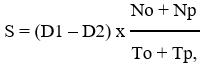 S = (D1 – D2) x No + Np
To + Tp,